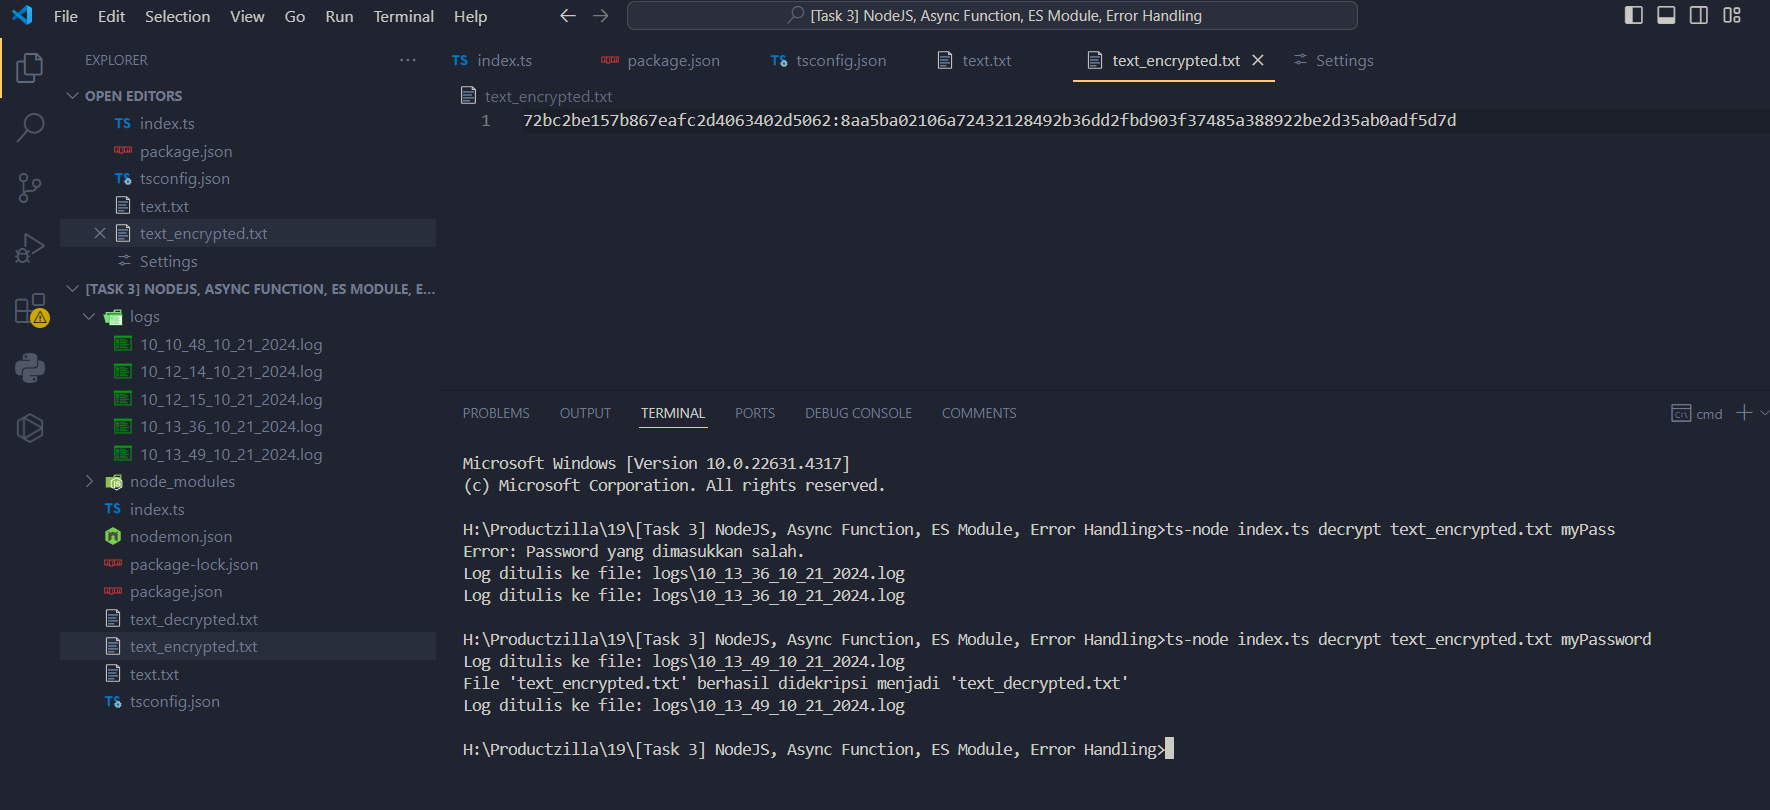 File Edit Selection View Go Run Terminal Help
[Task 3] NodeJS, Async Function, ES Module, Error Handling
EXPLORER
OPEN EDITORS
TS index.ts
package.json
TS tsconfig.json
text.txt
text_encrypted.txt
Settings
[TASK 3] NODEJS, ASYNC FUNCTION, ES MODULE, E...
logs
10_10_48_10_21_2024.log
10_12_14_10_21_2024.log
10_12_15_10_21_2024.log
10_13_36_10_21_2024.log
10_13_49_10_21_2024.log
node_modules
TS index.ts
nodemon.json
package-lock.json
package.json
text_decrypted.txt
text_encrypted.txt
text.txt
TS tsconfig.json
TS index.ts package.json TS tsconfig.json text.txt text_encrypted.txt Settings
text_encrypted.txt
1 72bc2be157b867eafc2d4063402d5062:8aa5ba02106a72432128492b36dd2fbd903f37485a388922be2d35ab0adf5d7d
PROBLEMS OUTPUT TERMINAL PORTS DEBUG CONSOLE COMMENTS
cmd
Microsoft Windows [Version 10.0.22631.4317]
(c) Microsoft Corporation. All rights reserved.
H:\Productzilla\19\[Task 3] NodeJS, Async Function, ES Module, Error Handling>ts-node index.ts decrypt text_encrypted.txt myPass
Error: Password yang dimasukkan salah.
Log ditulis ke file: logs\10_13_36_10_21_2024.log
Log ditulis ke file: logs\10_13_36_10_21_2024.log
H:\Productzilla\19\[Task 3] NodeJS, Async Function, ES Module, Error Handling>ts-node index.ts decrypt text_encrypted.txt myPassword
Log ditulis ke file: logs\10_13_49_10_21_2024.log
File 'text_encrypted.txt' berhasil didekripsi menjadi 'text_decrypted.txt'
Log ditulis ke file: logs\10_13_49_10_21_2024.log
H:\Productzilla\19\[Task 3] NodeJS, Async Function, ES Module, Error Handling>